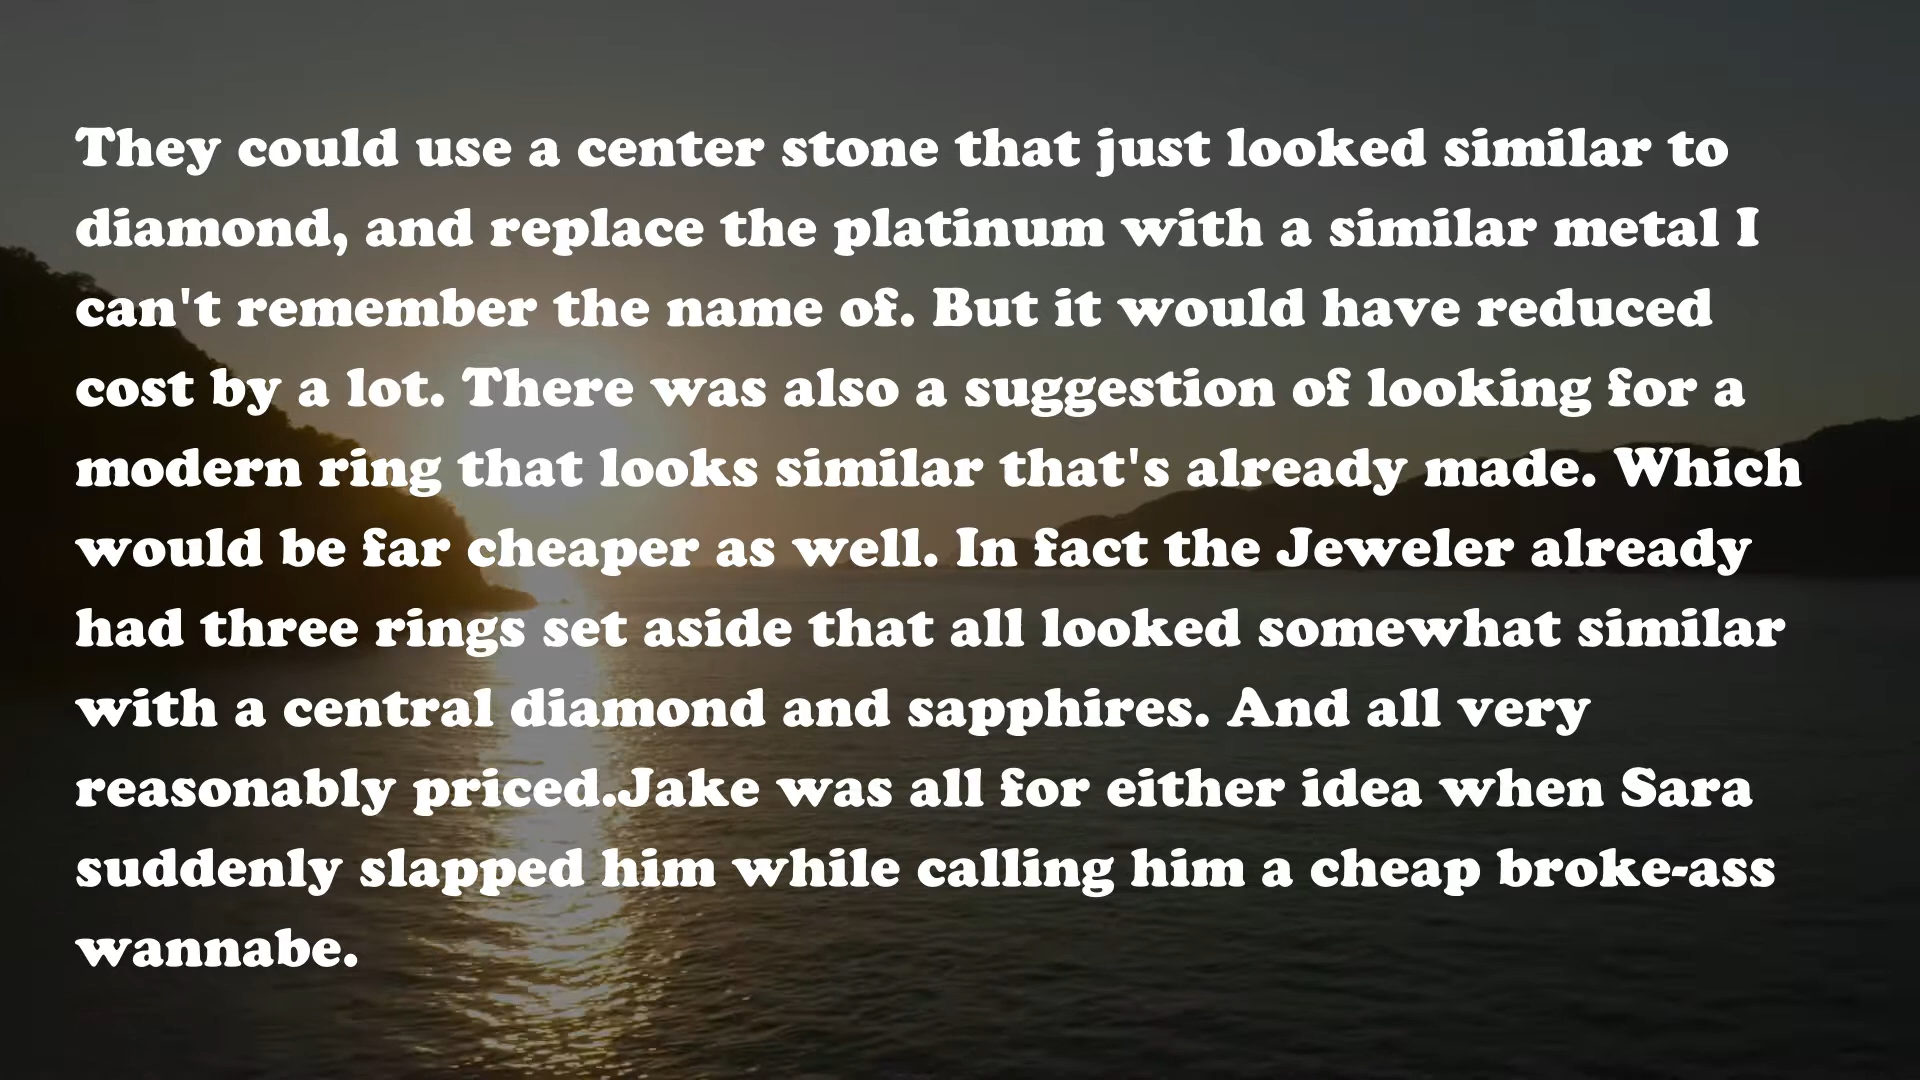 They could use a center stone that just looked similar to
diamond, and replace the platinum with a similar metal I
can't remember the name of. But it would have reduced
cost by a lot. There was also a suggestion of looking for a
modern ring that looks similar that's already made. Which
would be far cheaper as well. In fact the Jeweler already
had three rings set aside that all looked somewhat similar
with a central diamond and sapphires. And all very
reasonably priced.Jake was all for either idea when Sara
suddenly slapped him while calling him a cheap broke-ass
wannabe.